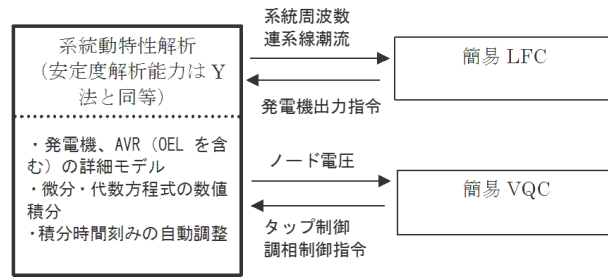 系統動特性解析
(安定度解析能力は Y
法と同等)
・発電機、AVR（OEL を含
む）の詳細モデル
・微分・代数方程式の数値
積分
・積分時間刻みの自動調整
系統周波数
連系線潮流
発電機出力指令
簡易 LFC
ノード電圧
タップ制御
調相制御指令
簡易 VQC